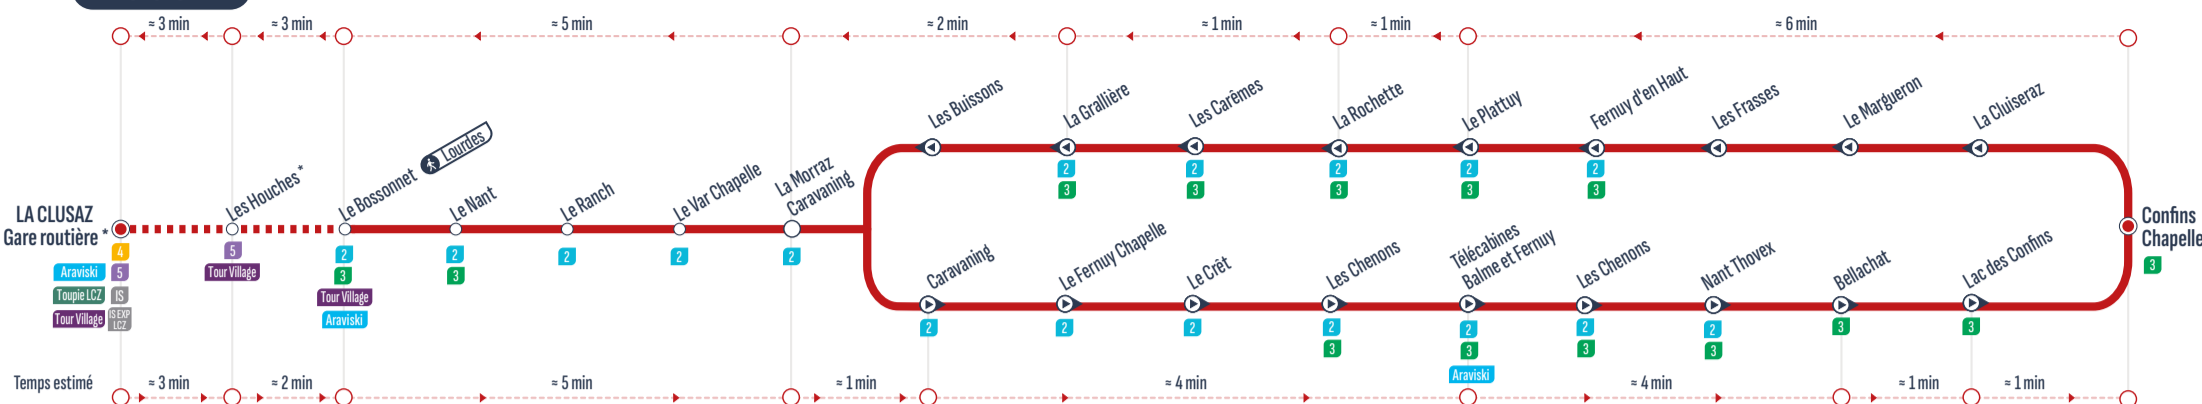 ≈ 3 min
≈ 3 min
≈ 5 min
≈ 2 min
≈ 1 min
≈ 1 min
≈ 6 min
Les Buissons
La Grallière
2
3
Les Carêmes
2
3
La Rochette
2
3
Le Plattuy
2
3
Fernuy d'en Haut
2
3
Les Frasses
Le Margueron
La Cluiseraz
LA CLUSAZ
Gare routière *
4
Araviski
5
Toupie LCZ
IS
Tour Village
IS EXP
LCZ
Les Houches *
5
Tour Village
Le Bossonnet
Lourdes
2
3
Tour Village
Araviski
Le Nant
2
3
Le Ranch
2
Le Var Chapelle
2
La Morraz
Caravaning
2
Confins
Chapelle
3
Caravaning
2
Le Fernuy Chapelle
2
Le Crêt
2
Les Chenons
2
3
Télécabines
Balme et Fernuy
2
3
Araviski
Les Chenons
2
3
Nant Thovex
2
3
Bellachat
3
Lac des Confins
3
Temps estimé
≈ 3 min
≈ 2 min
≈ 5 min
≈ 1 min
≈ 4 min
≈ 4 min
≈ 1 min
≈ 1 min